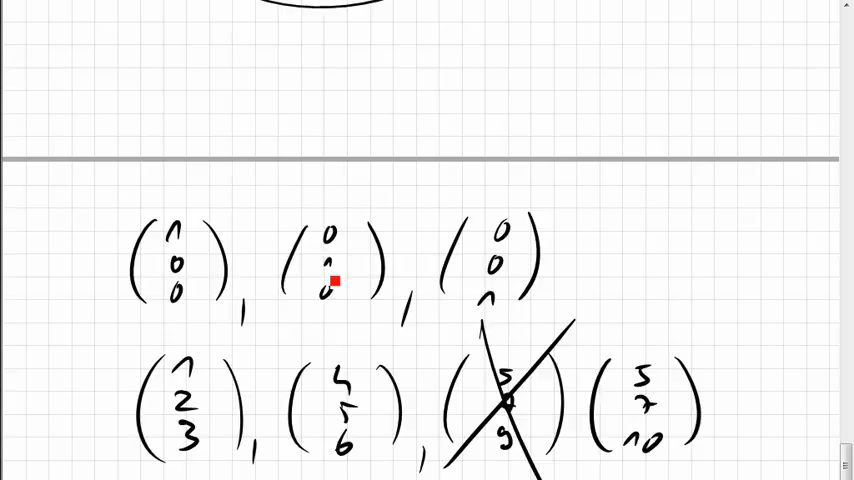 (1 0 0), (0 1 0), (0 0 1)
(1 2 3), (4 5 6), (5 7 9) (5 7 10)